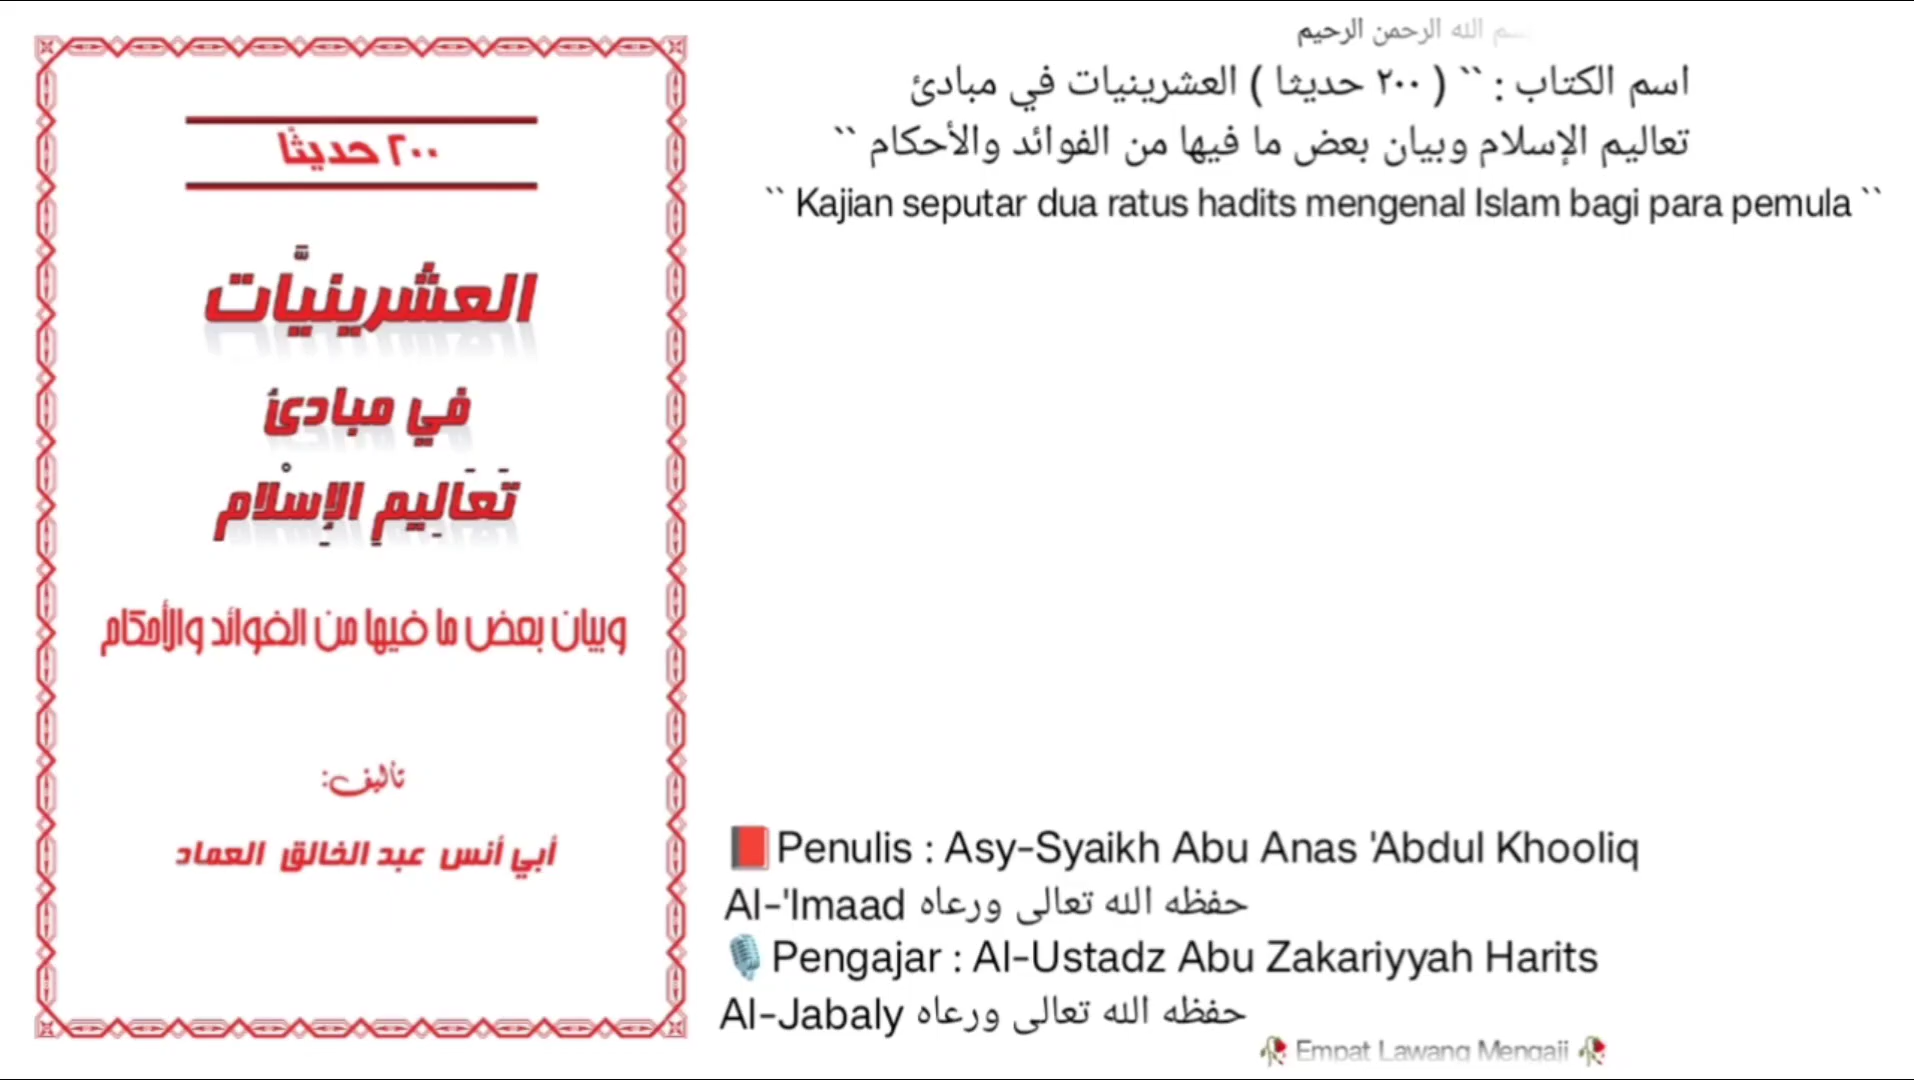 ٢٠٠ حديثًا
العشرينيَّات
في مبادئ
تَعَالِيمِ الإِسْلام
وبيان بعض ما فيها من الفوائد والأحكام
تأليف:
أبي أنس عبد الخالق العماد
بسم الله الرحمن الرحيم
اسم الكتاب : `` ( ٢٠٠ حديثا ) العشرينيات في مبادئ
تعاليم الإسلام وبيان بعض ما فيها من الفوائد والأحكام ``
`` Kajian seputar dua ratus hadits mengenal Islam bagi para pemula ``
📕Penulis : Asy-Syaikh Abu Anas 'Abdul Khooliq
Al-'Imaad حفظه الله تعالى ورعاه
🎙️Pengajar : Al-Ustadz Abu Zakariyyah Harits
Al-Jabaly حفظه الله تعالى ورعاه
🥀 Empat Lawang Mengaji 🥀